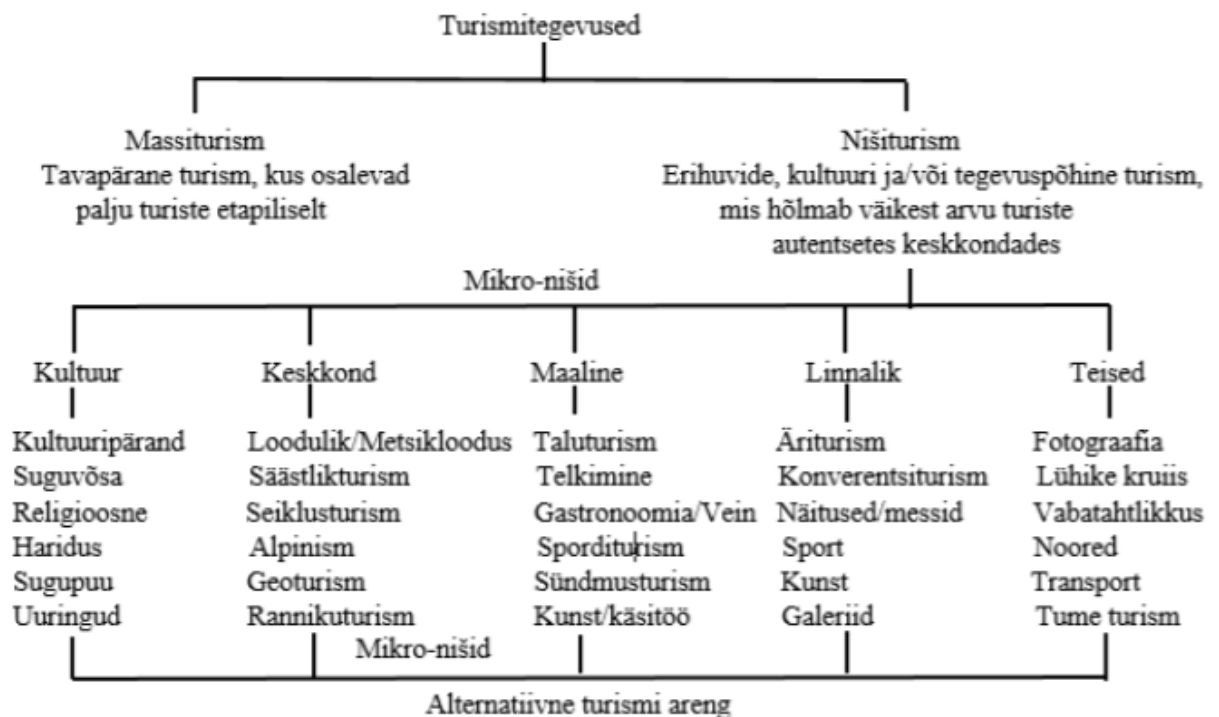 Turismitegevused
Massiturism
Tavapärane turism, kus osalevad
palju turiste etapiliselt
Nišiturism
Erihuvide, kultuuri ja/või tegevuspõhine turism,
mis hõlmab väikest arvu turiste
autentsetes keskkondades
Mikro-nišid
Kultuur
Keskkond
Maaline
Linnalik
Teised
Kultuuripärand
Suguvõsa
Religioosne
Haridus
Sugupuu
Uuringud
Loodulik/Metsikloodus
Säästlikturism
Seiklusturism
Alpinism
Geoturism
Rannikuturism
Taluturism
Telkimine
Gastronoomia/Vein
Sporditurism
Sündmusturism
Kunst/käsitöö
Äriturism
Konverentsiturism
Näitused/messid
Sport
Kunst
Galeriid
Fotograafia
Lühike kruiis
Vabatahtlikkus
Noored
Transport
Tume turism
Mikro-nišid
Alternatiivne turismi areng